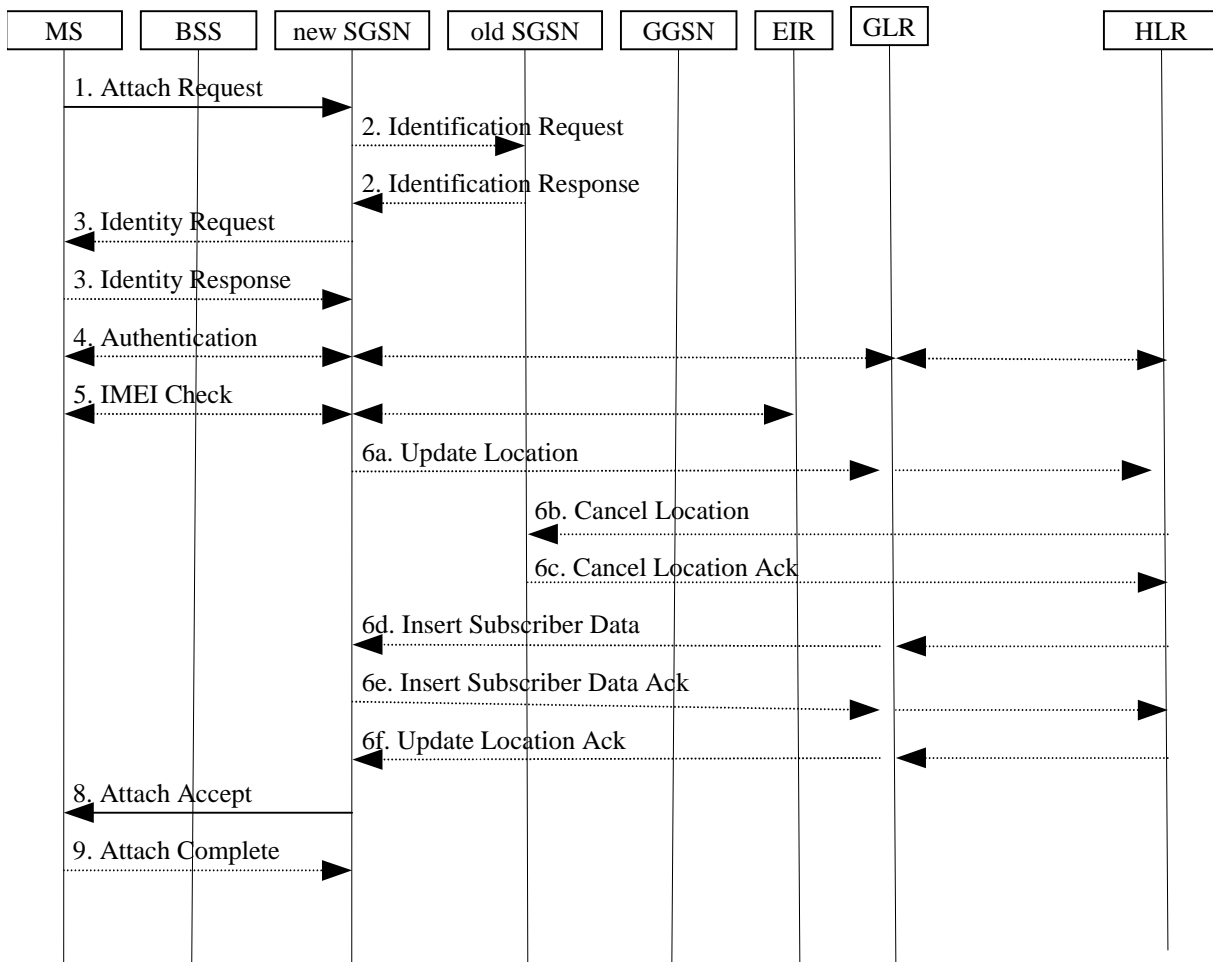 MS BSS new SGSN old SGSN GGSN EIR GLR HLR
1. Attach Request
2. Identification Request
2. Identification Response
3. Identity Request
3. Identity Response
4. Authentication
5. IMEI Check
6a. Update Location
6b. Cancel Location
6c. Cancel Location Ack
6d. Insert Subscriber Data
6e. Insert Subscriber Data Ack
6f. Update Location Ack
8. Attach Accept
9. Attach Complete